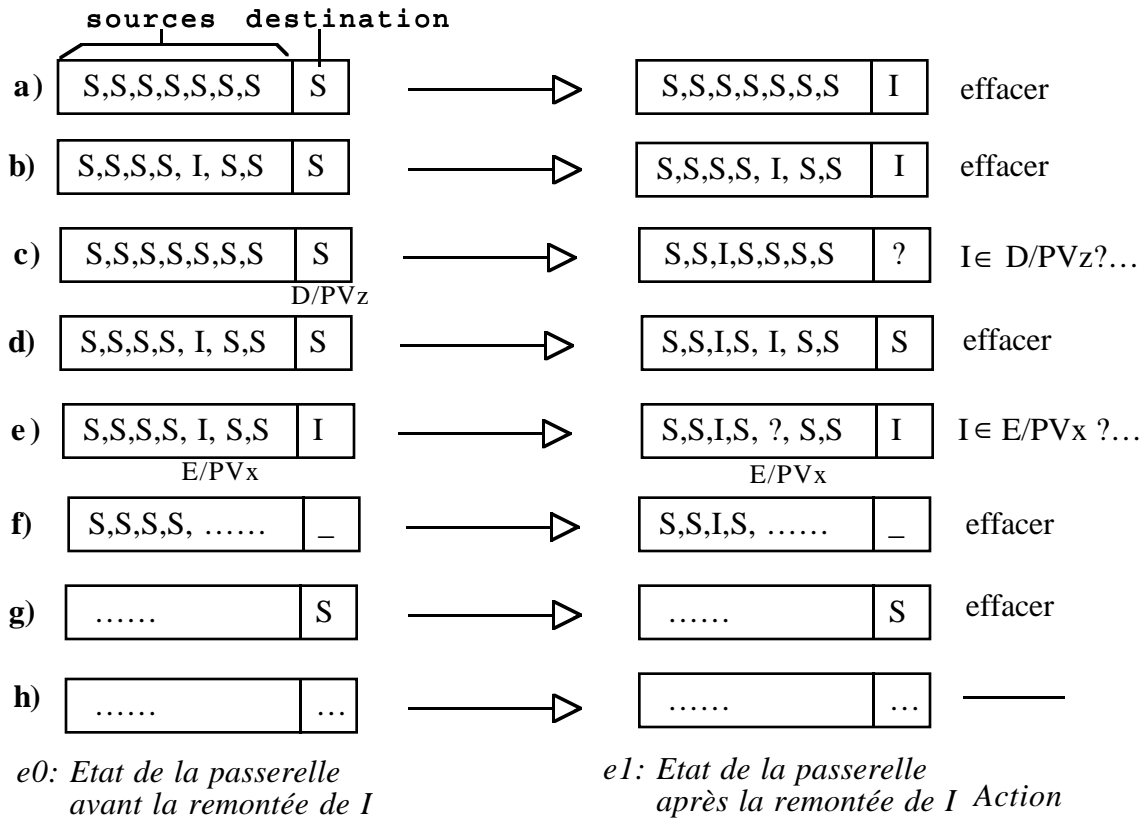 sources destination
a) S,S,S,S,S,S,S S S,S,S,S,S,S,S I effacer
b) S,S,S,S, I, S,S S S,S,S,S, I, S,S I effacer
c) S,S,S,S,S,S,S S S,S,I,S,S,S,S ? I∈ D/PVz?...
D/PVz
d) S,S,S,S, I, S,S S S,S,I,S, I, S,S S effacer
e) S,S,S,S, I, S,S I S,S,I,S, ?, S,S I I∈ E/PVx ?...
E/PVx E/PVx
f) S,S,S,S, ...... _ S,S,I,S, ...... _ effacer
g) ...... S ...... S effacer
h) ...... ... ...... ...
e0: Etat de la passerelle e1: Etat de la passerelle
avant la remontée de I après la remontée de I Action